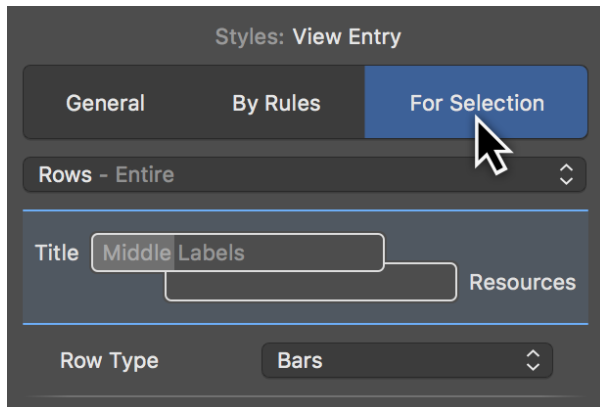 Styles: View Entry
General By Rules For Selection
Rows - Entire
Title Middle Labels
Resources
Row Type Bars